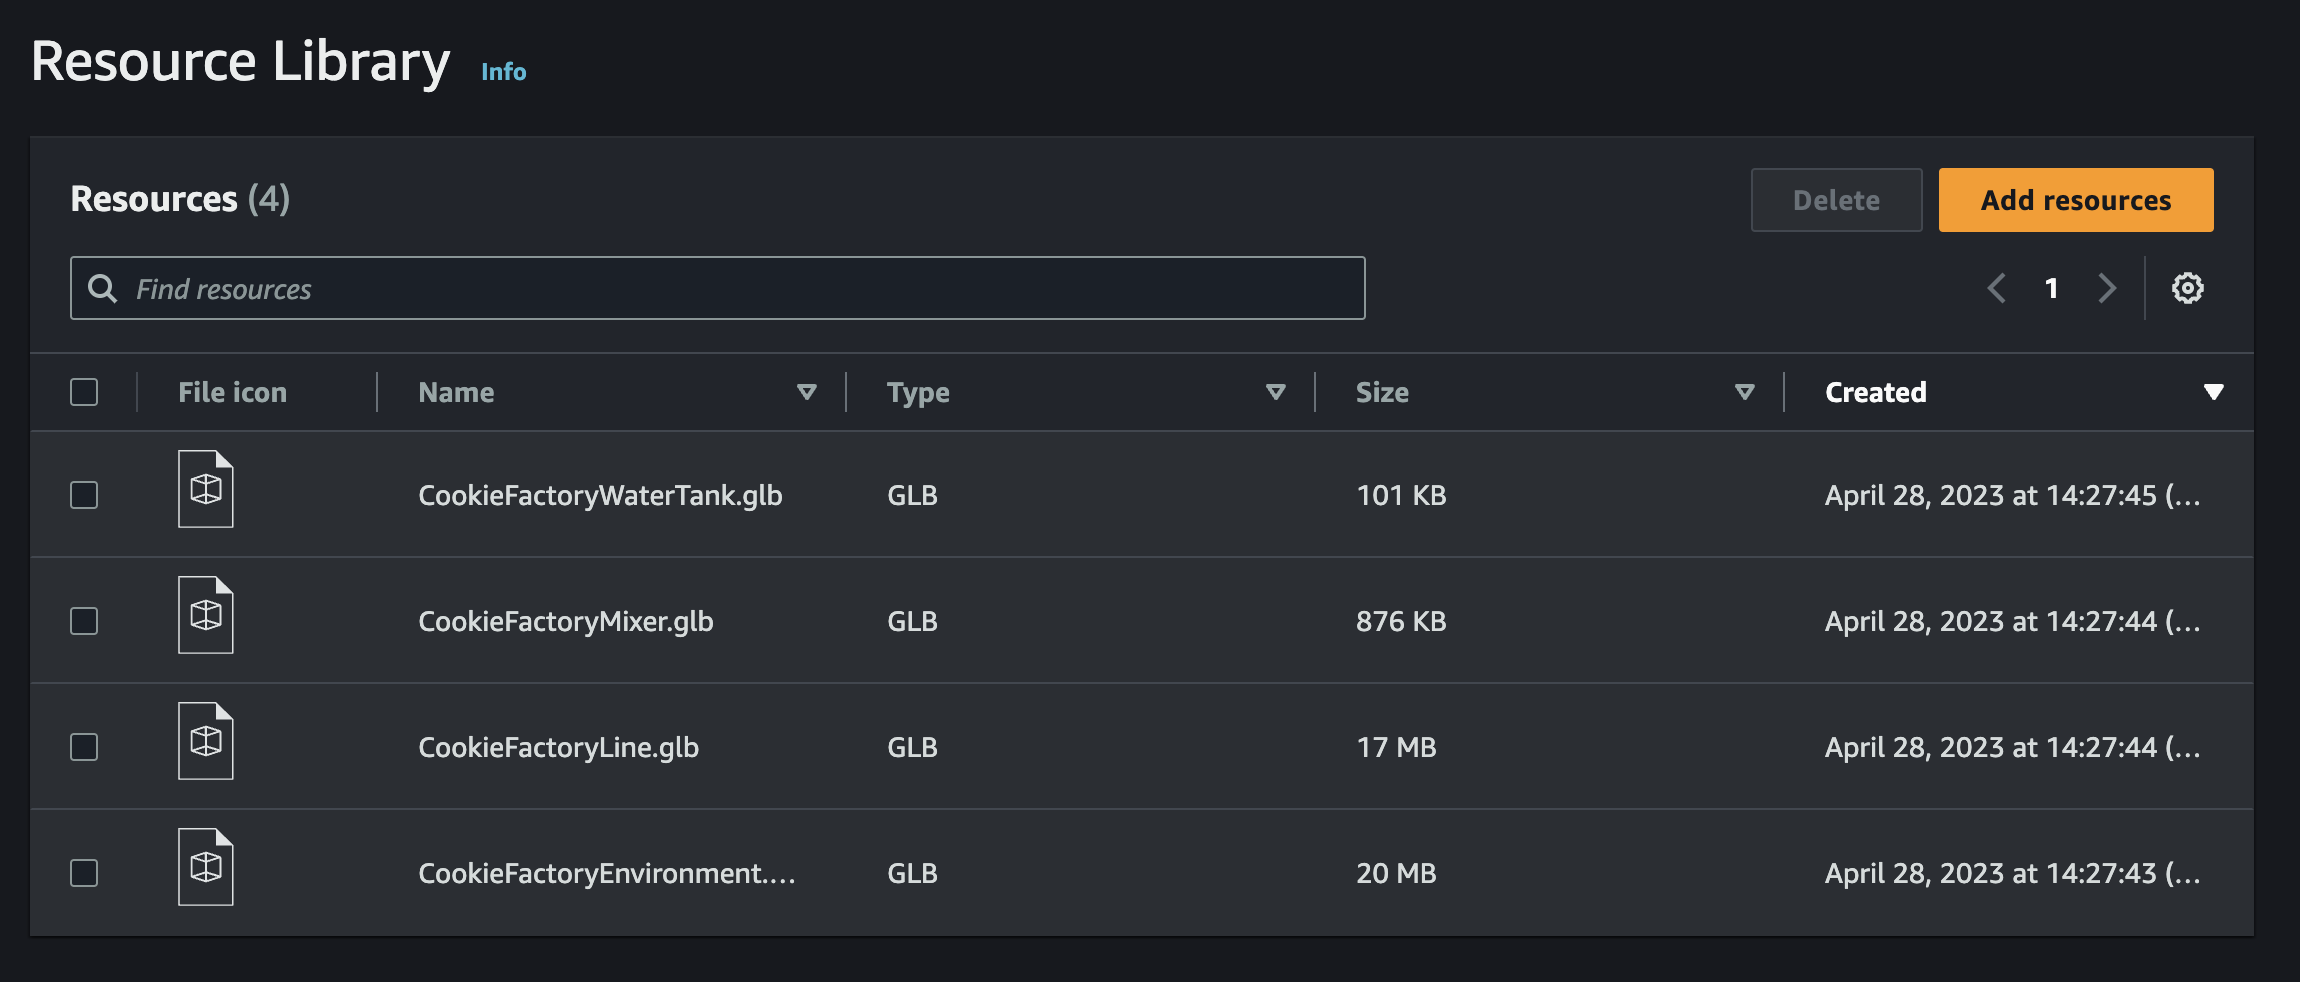 Resource Library Info
Resources (4)
Delete
Add resources
Find resources
1
File icon Name Type Size Created
CookieFactoryWaterTank.glb GLB 101 KB April 28, 2023 at 14:27:45 (...
CookieFactoryMixer.glb GLB 876 KB April 28, 2023 at 14:27:44 (...
CookieFactoryLine.glb GLB 17 MB April 28, 2023 at 14:27:44 (...
CookieFactoryEnvironment.... GLB 20 MB April 28, 2023 at 14:27:43 (...